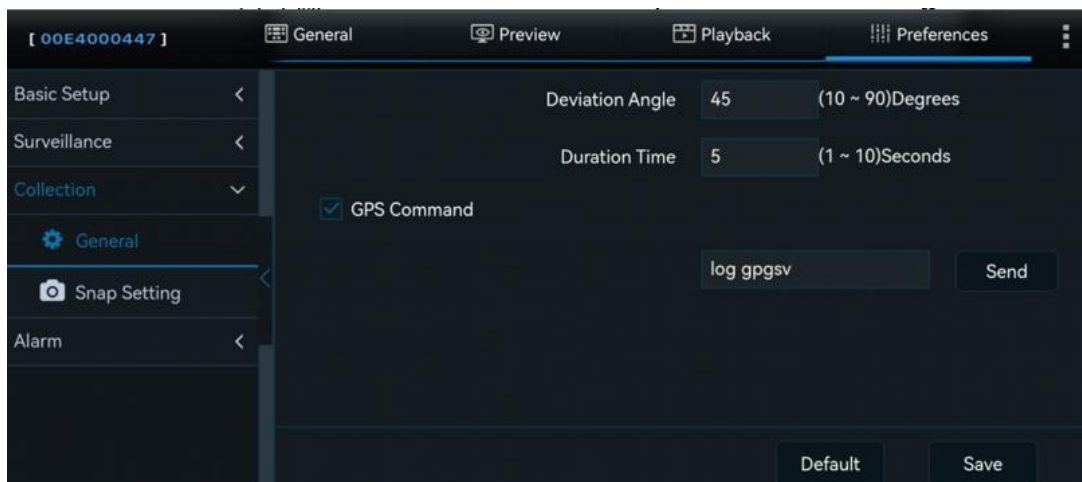 [ 00E4000447 ]
General
Preview
Playback
Preferences
Basic Setup
Surveillance
Collection
General
Snap Setting
Alarm
Deviation Angle 45 (10 ~ 90)Degrees
Duration Time 5 (1 ~ 10)Seconds
GPS Command
log gpgsv Send
Default Save